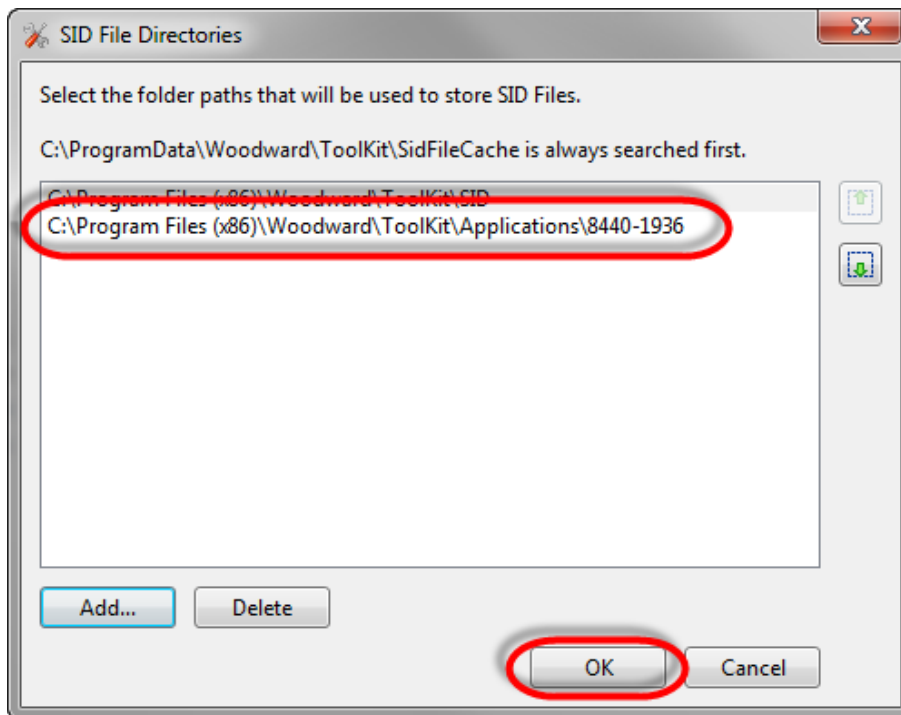 SID File Directories
Select the folder paths that will be used to store SID Files.
C:\ProgramData\Woodward\ToolKit\SidFileCache is always searched first.
C:\Program Files (x86)\Woodward\ToolKit\SID
C:\Program Files (x86)\Woodward\ToolKit\Applications\8440-1936
Add...
Delete
OK
Cancel